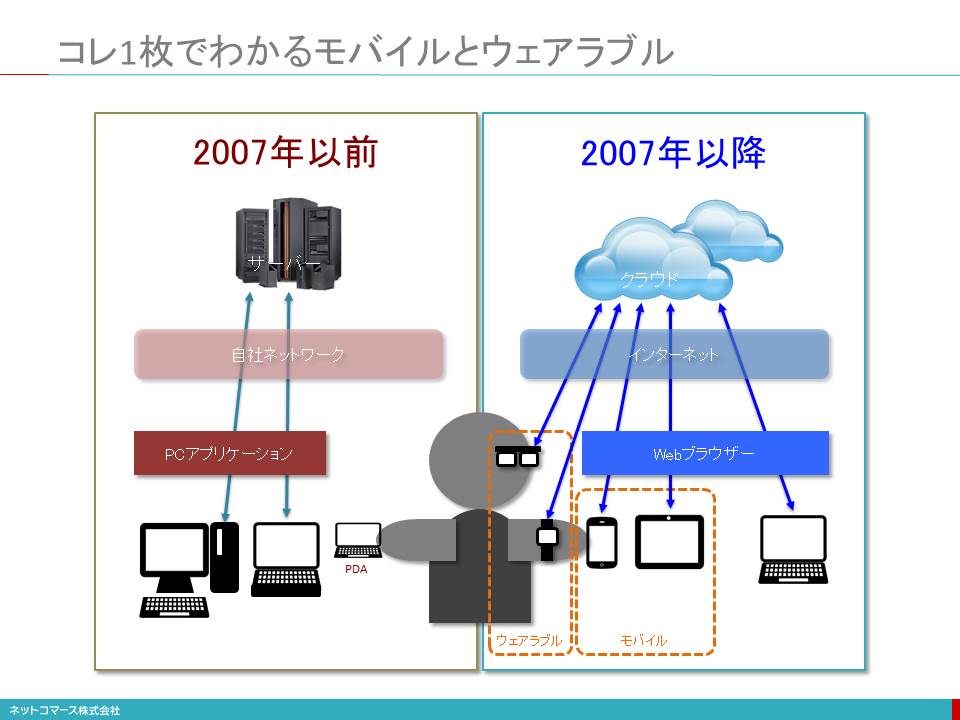 コレ1枚でわかるモバイルとウェアラブル
2007年以前
サーバー
自社ネットワーク
PCアプリケーション
PDA
2007年以降
クラウド
インターネット
Webブラウザー
ウェアラブル
モバイル
ネットコマース株式会社